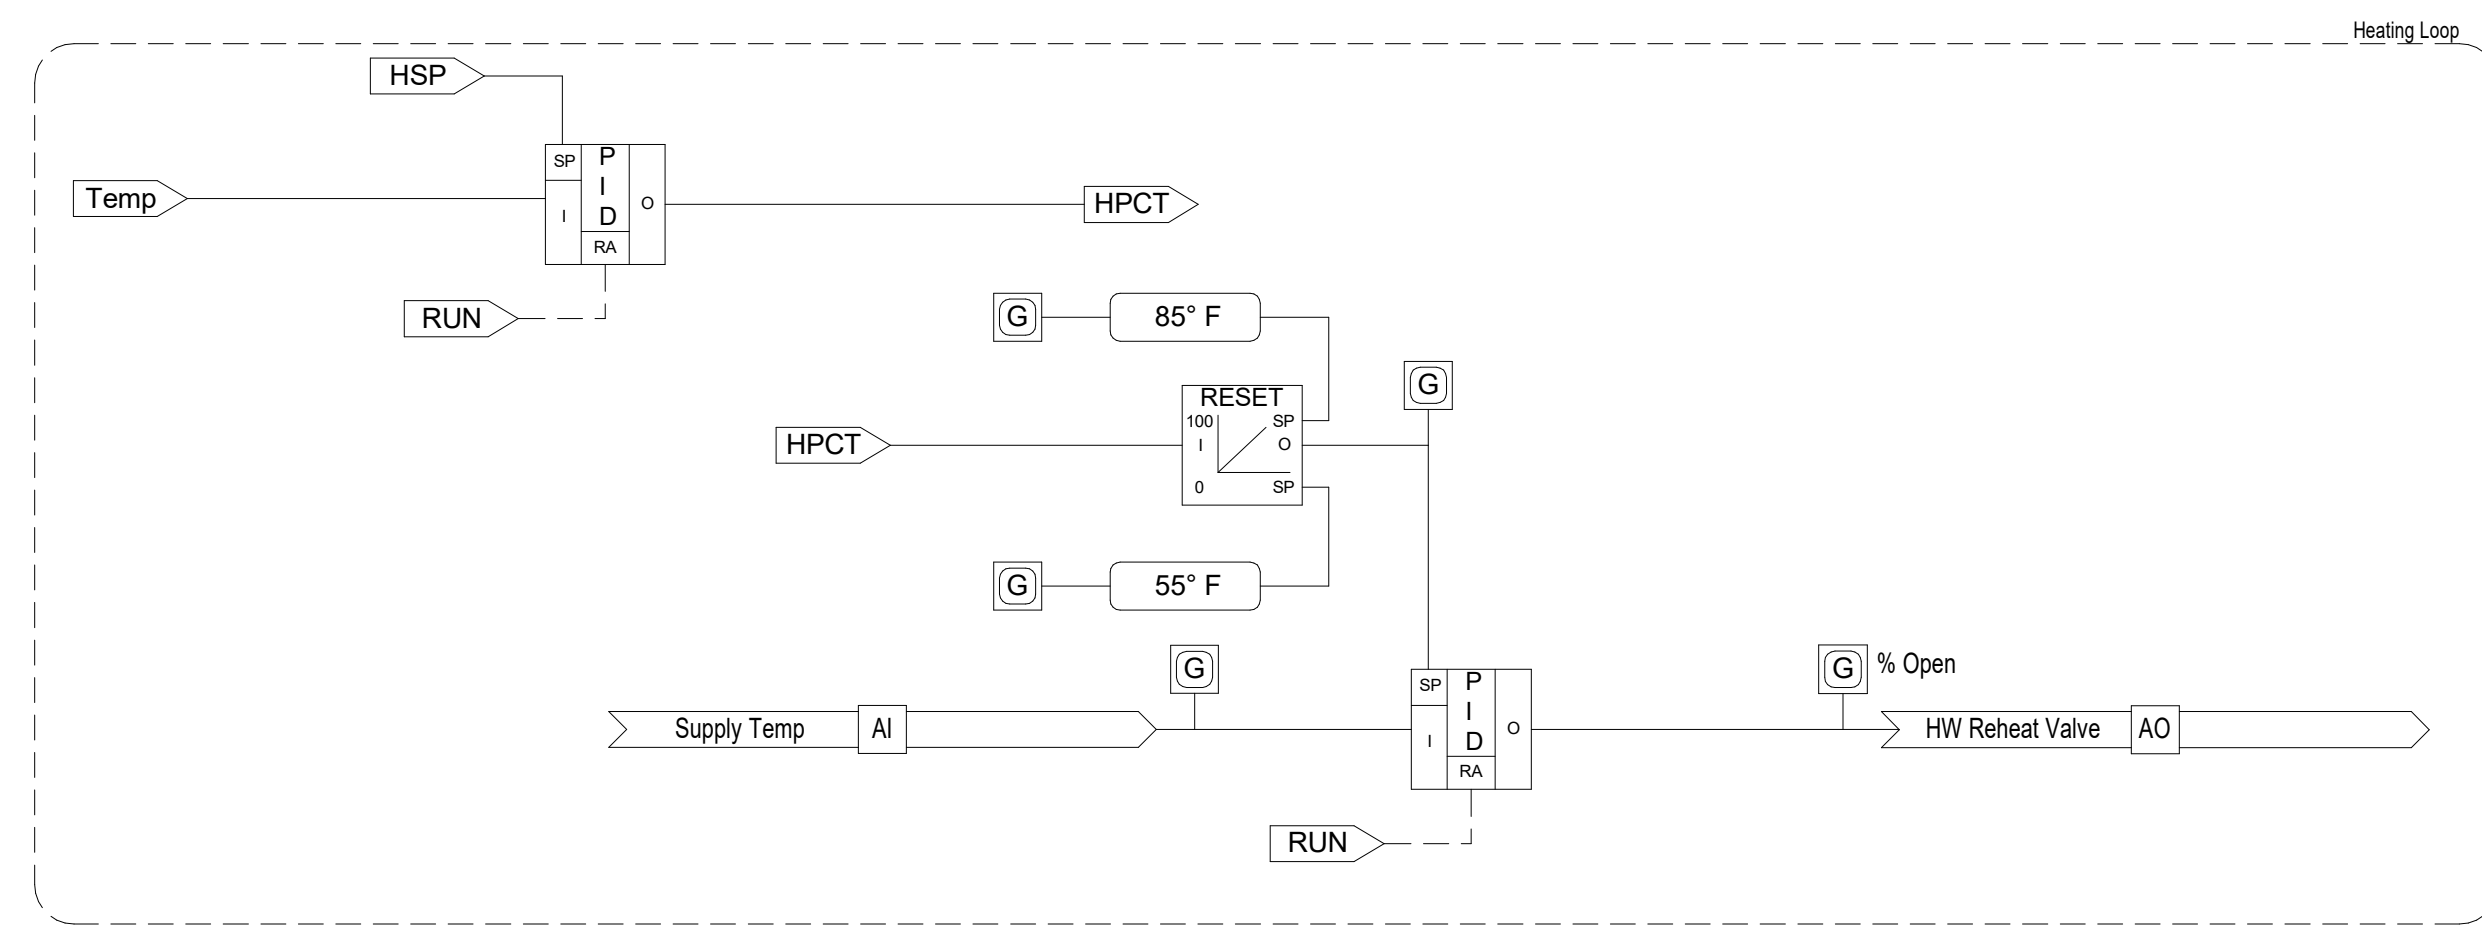 Heating Loop
HSP
SP
P
I
D
Temp
I
O
RA
HPCT
RUN
G
85° F
G
RESET
100
SP
HPCT
I
O
0
SP
G
55° F
G
G
% Open
SP
P
I
D
Supply Temp
AI
I
O
RA
HW Reheat Valve
AO
RUN